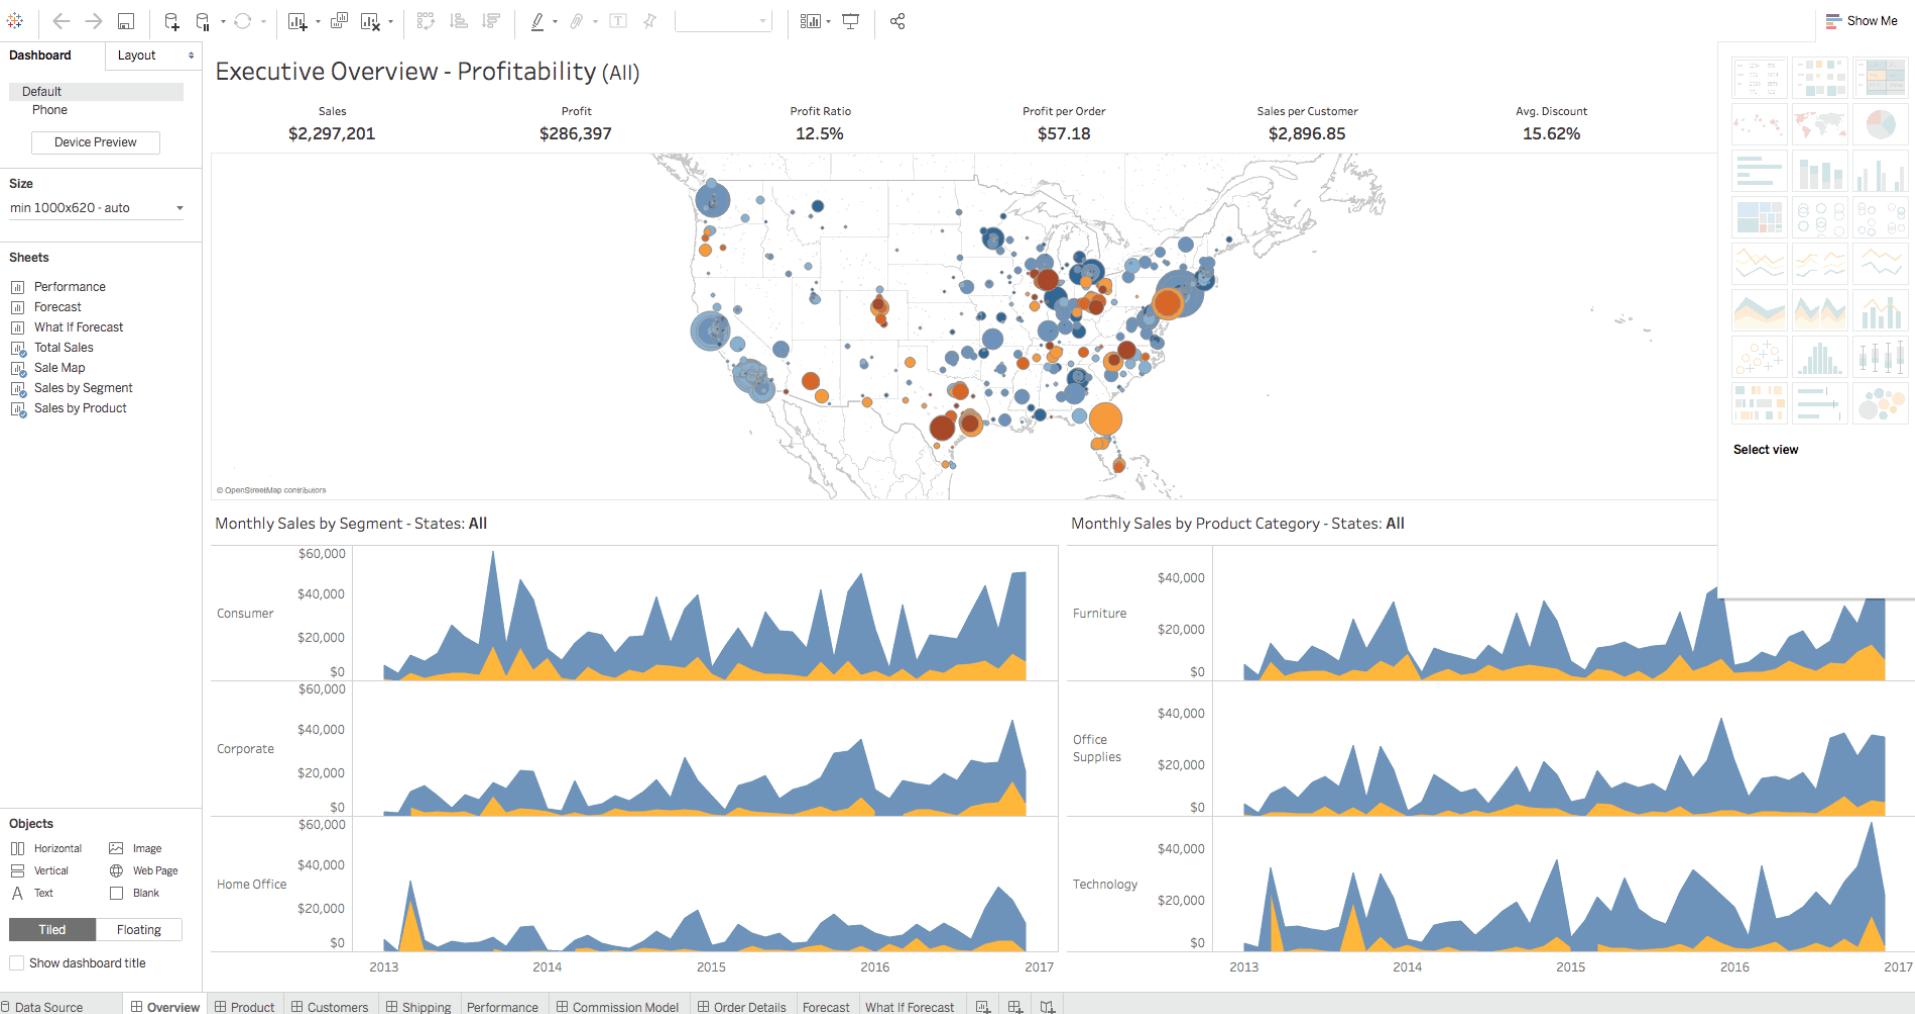 Show Me
Dashboard
Layout
Default
Phone
Device Preview
Size
min 1000x620 - auto
Sheets
Performance
Forecast
What If Forecast
Total Sales
Sale Map
Sales by Segment
Sales by Product
Objects
Horizontal
Image
Vertical
Web Page
Text
Blank
Tiled
Floating
Show dashboard title
Executive Overview - Profitability (All)
Sales
$2,297,201
Profit
$286,397
Profit Ratio
12.5%
Profit per Order
$57.18
Sales per Customer
$2,896.85
Avg. Discount
15.62%
© OpenStreetMap contributors
Select view
Monthly Sales by Segment - States: All
Consumer
$60,000
$40,000
$20,000
$0
Corporate
$60,000
$40,000
$20,000
$0
Home Office
$60,000
$40,000
$20,000
$0
2013 2014 2015 2016 2017
Monthly Sales by Product Category - States: All
Furniture
$40,000
$20,000
$0
Office
Supplies
$40,000
$20,000
$0
Technology
$40,000
$20,000
$0
2013 2014 2015 2016 2017
Data Source Overview Product Customers Shipping Performance Commission Model Order Details Forecast What If Forecast